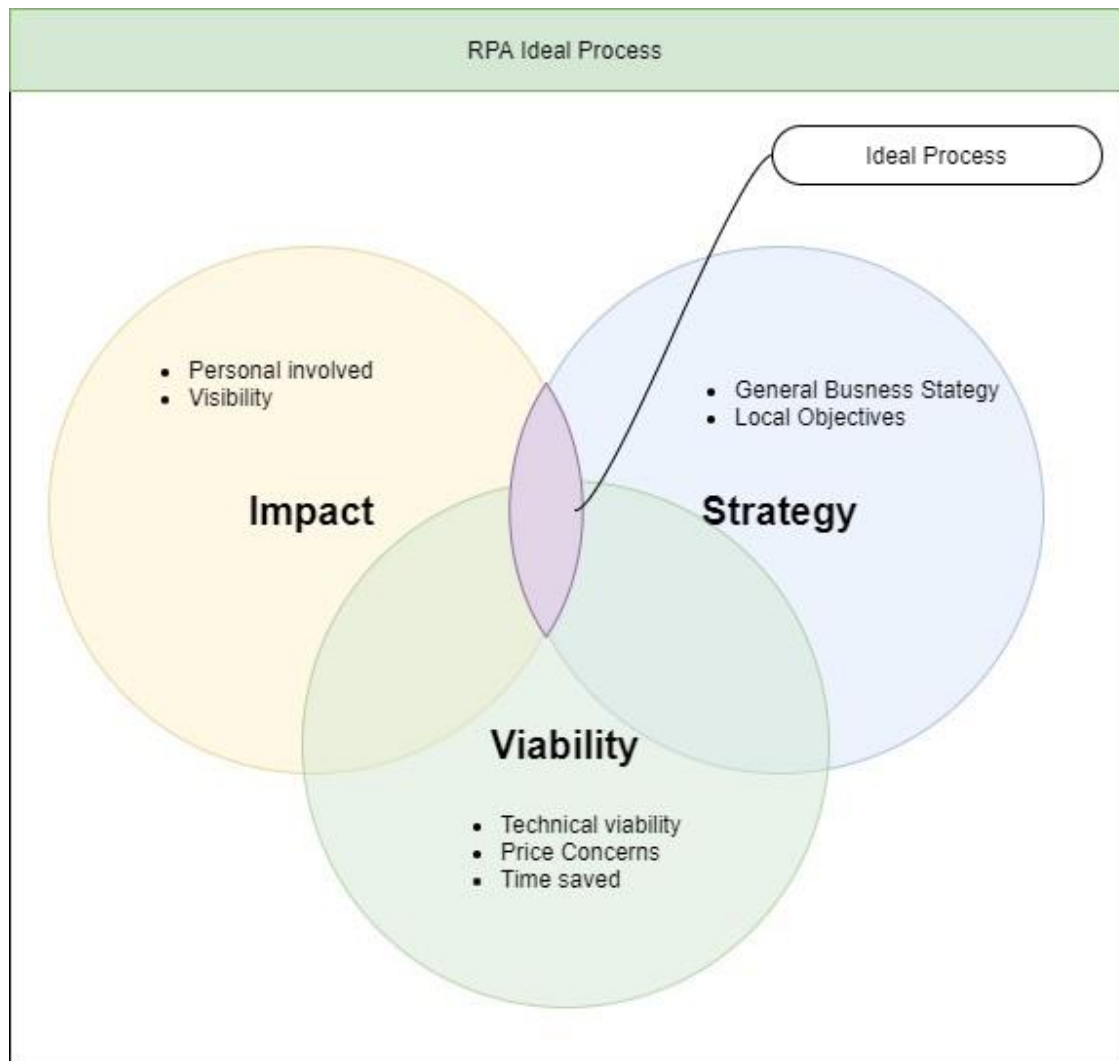 RPA Ideal Process
Ideal Process
• Personal involved
• Visibility
• General Business Stategy
• Local Objectives
Impact
Strategy
Viability
• Technical viability
• Price Concerns
• Time saved